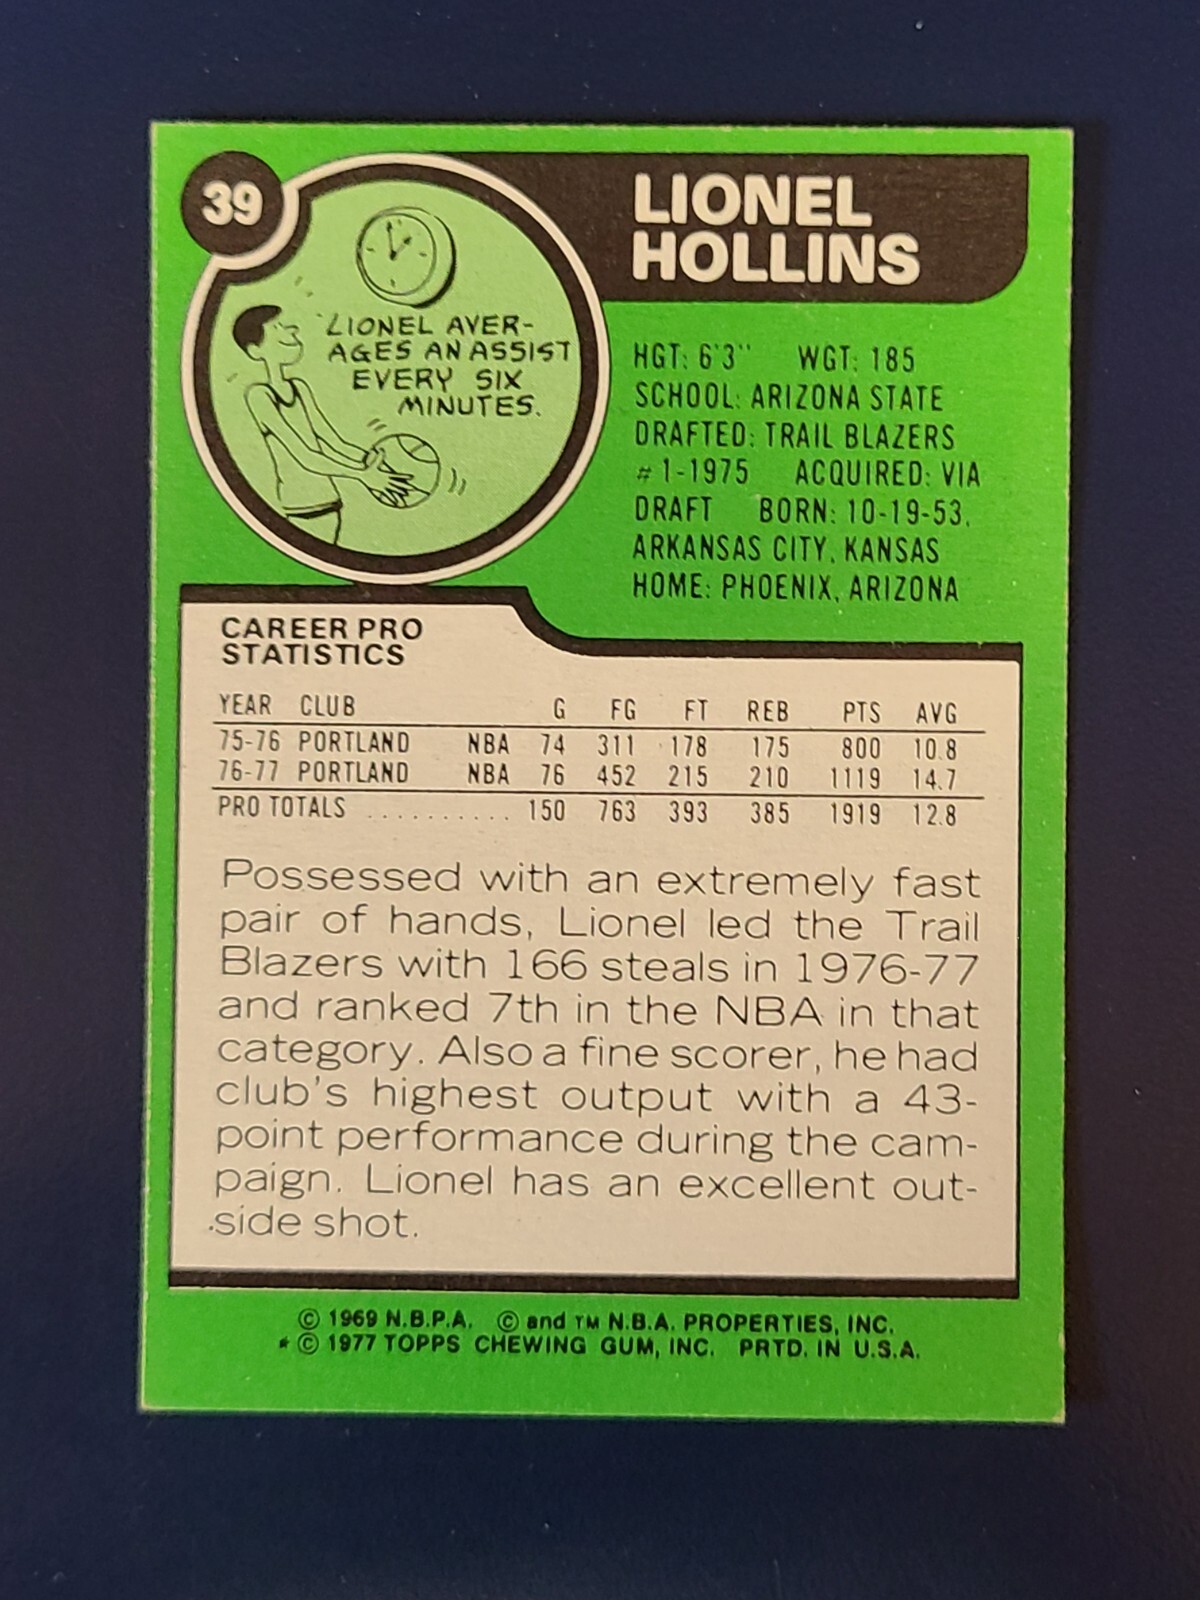 39
LIONEL
HOLLINS
LIONEL AVER-
AGES AN ASSIST
EVERY SIX
MINUTES.
HGT: 6'3" WGT: 185
SCHOOL: ARIZONA STATE
DRAFTED: TRAIL BLAZERS
#1-1975 ACQUIRED: VIA
DRAFT BORN: 10-19-53,
ARKANSAS CITY, KANSAS
HOME: PHOENIX, ARIZONA
CAREER PRO
STATISTICS
YEAR CLUB G FG FT REB PTS AVG
75-76 PORTLAND NBA 74 311 178 175 800 10.8
76-77 PORTLAND NBA 76 452 215 210 1119 14.7
PRO TOTALS .......... 150 763 393 385 1919 12.8
Possessed with an extremely fast
pair of hands, Lionel led the Trail
Blazers with 166 steals in 1976-77
and ranked 7th in the NBA in that
category. Also a fine scorer, he had
club's highest output with a 43-
point performance during the cam-
paign. Lionel has an excellent out-
side shot.
© 1969 N.B.P.A. © and TM N.B.A. PROPERTIES, INC.
* © 1977 TOPPS CHEWING GUM, INC. PRTD. IN U.S.A.